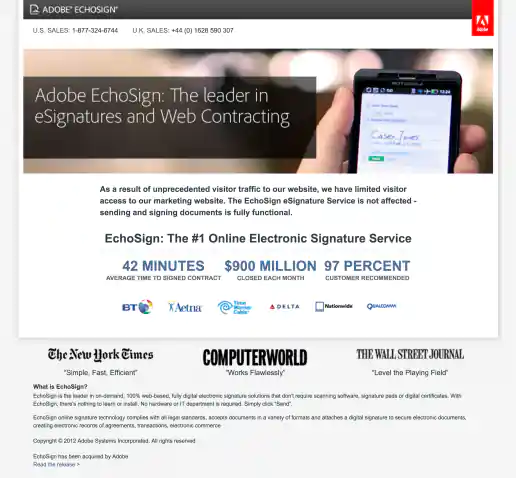 ADOBE® ECHOSIGN®
Adobe
U.S. SALES: 1-877-324-6744 U.K. SALES: +44 (0) 1628 590 307
Adobe EchoSign: The leader in
eSignatures and Web Contracting
As a result of unprecedented visitor traffic to our website, we have limited visitor
access to our marketing website. The EchoSign eSignature Service is not affected -
sending and signing documents is fully functional.
EchoSign: The #1 Online Electronic Signature Service
42 MINUTES $900 MILLION 97 PERCENT
AVERAGE TIME TO SIGNED CONTRACT CLOSED EACH MONTH CUSTOMER RECOMMENDED
BT Aetna Time Warner Cable DELTA Nationwide QUALCOMM
The New York Times COMPUTERWORLD THE WALL STREET JOURNAL
"Simple, Fast, Efficient" "Works Flawlessly" "Level the Playing Field"
What is EchoSign?
EchoSign is the leader in on-demand, 100% web-based, fully digital electronic signature solutions that don't require scanning software, signature pads or digital certificates. With
EchoSign, there's nothing to learn or install. No hardware or IT department is required. Simply click "Send".
EchoSign online signature technology complies with all legal standards, accepts documents in a variety of formats and attaches a digital signature to secure electronic documents,
creating electronic records of agreements, transactions, electronic commerce
Copyright © 2012 Adobe Systems Incorporated. All rights reserved
EchoSign has been acquired by Adobe
Read the release >